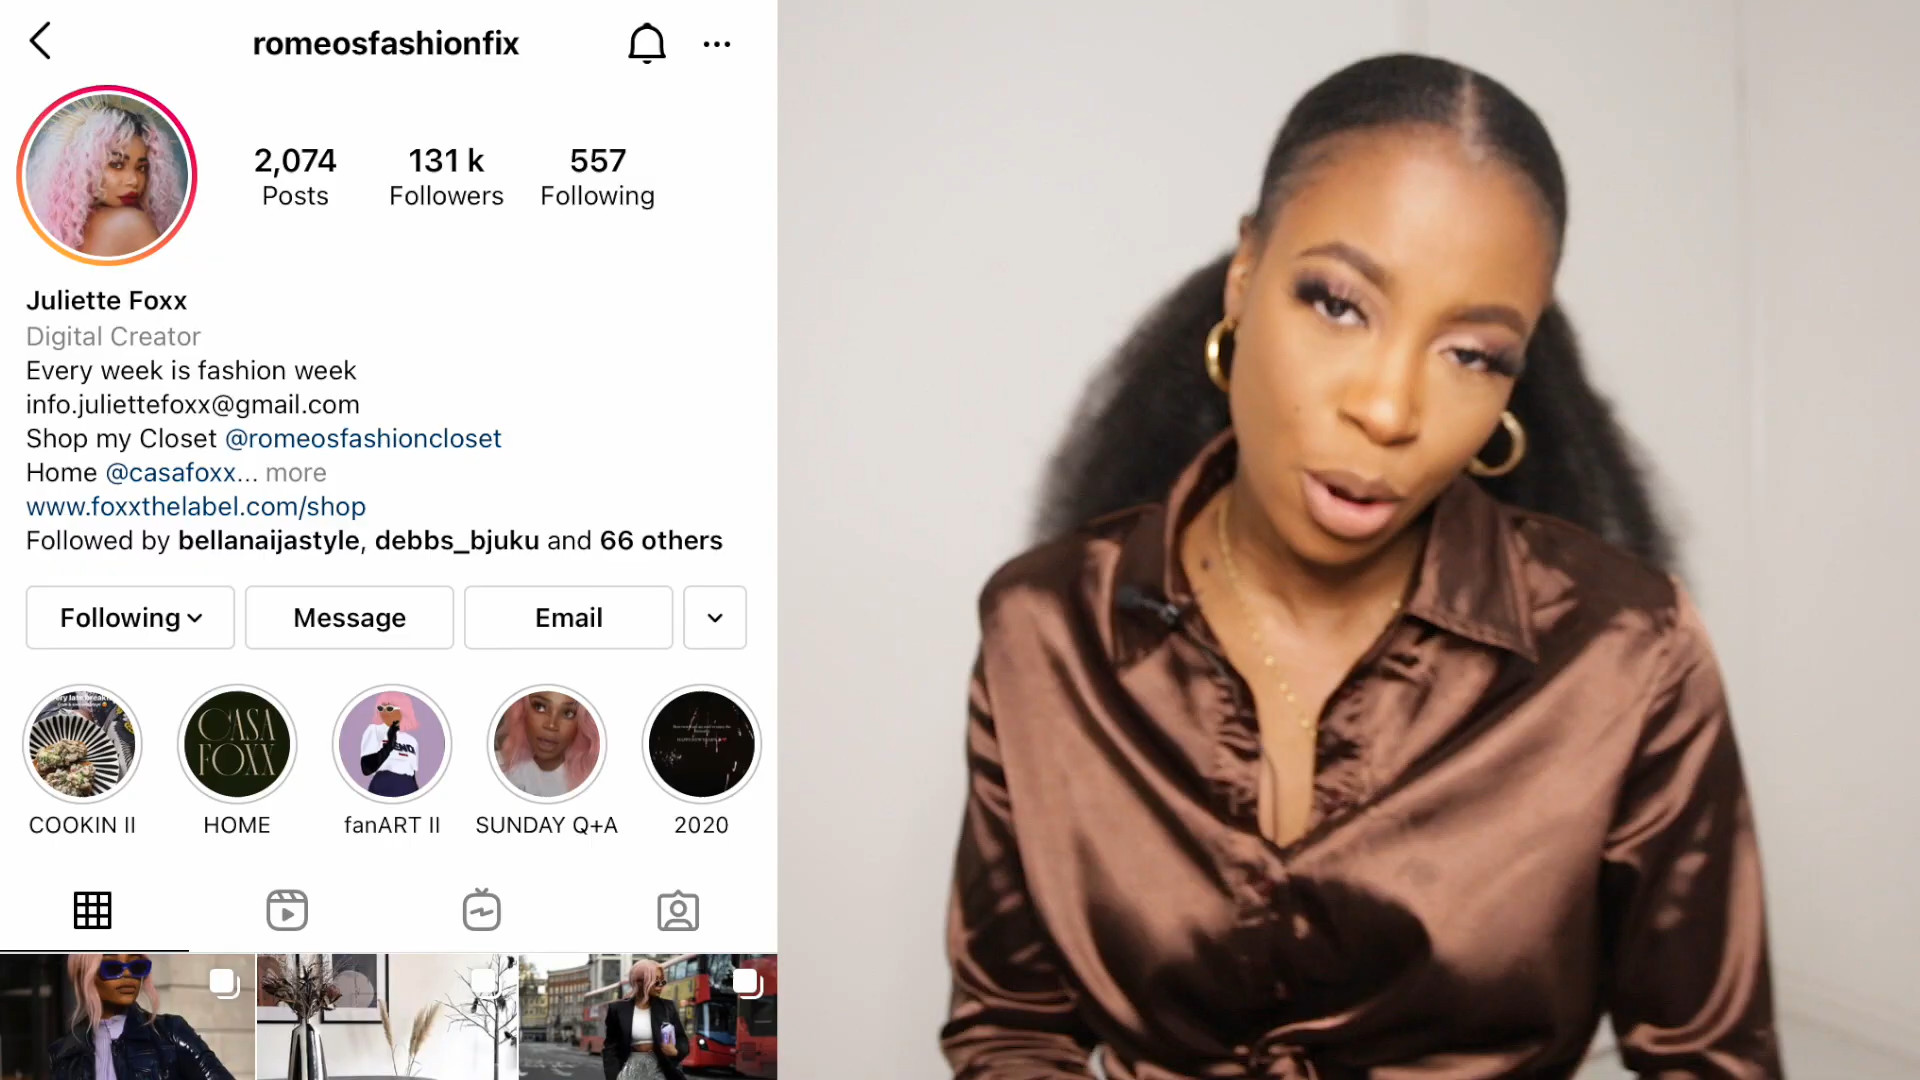 romeosfashionfix
2,074
Posts
131 k
Followers
557
Following
Juliette Foxx
Digital Creator
Every week is fashion week
info.juliettefoxx@gmail.com
Shop my Closet @romeosfashioncloset
Home @casafoxx... more
www.foxxthelabel.com/shop
Followed by bellanaijastyle, debbs_bjuku and 66 others
Following
Message
Email
CASA
FOXX
COOKIN II
HOME
fanART II
SUNDAY Q+A
2020